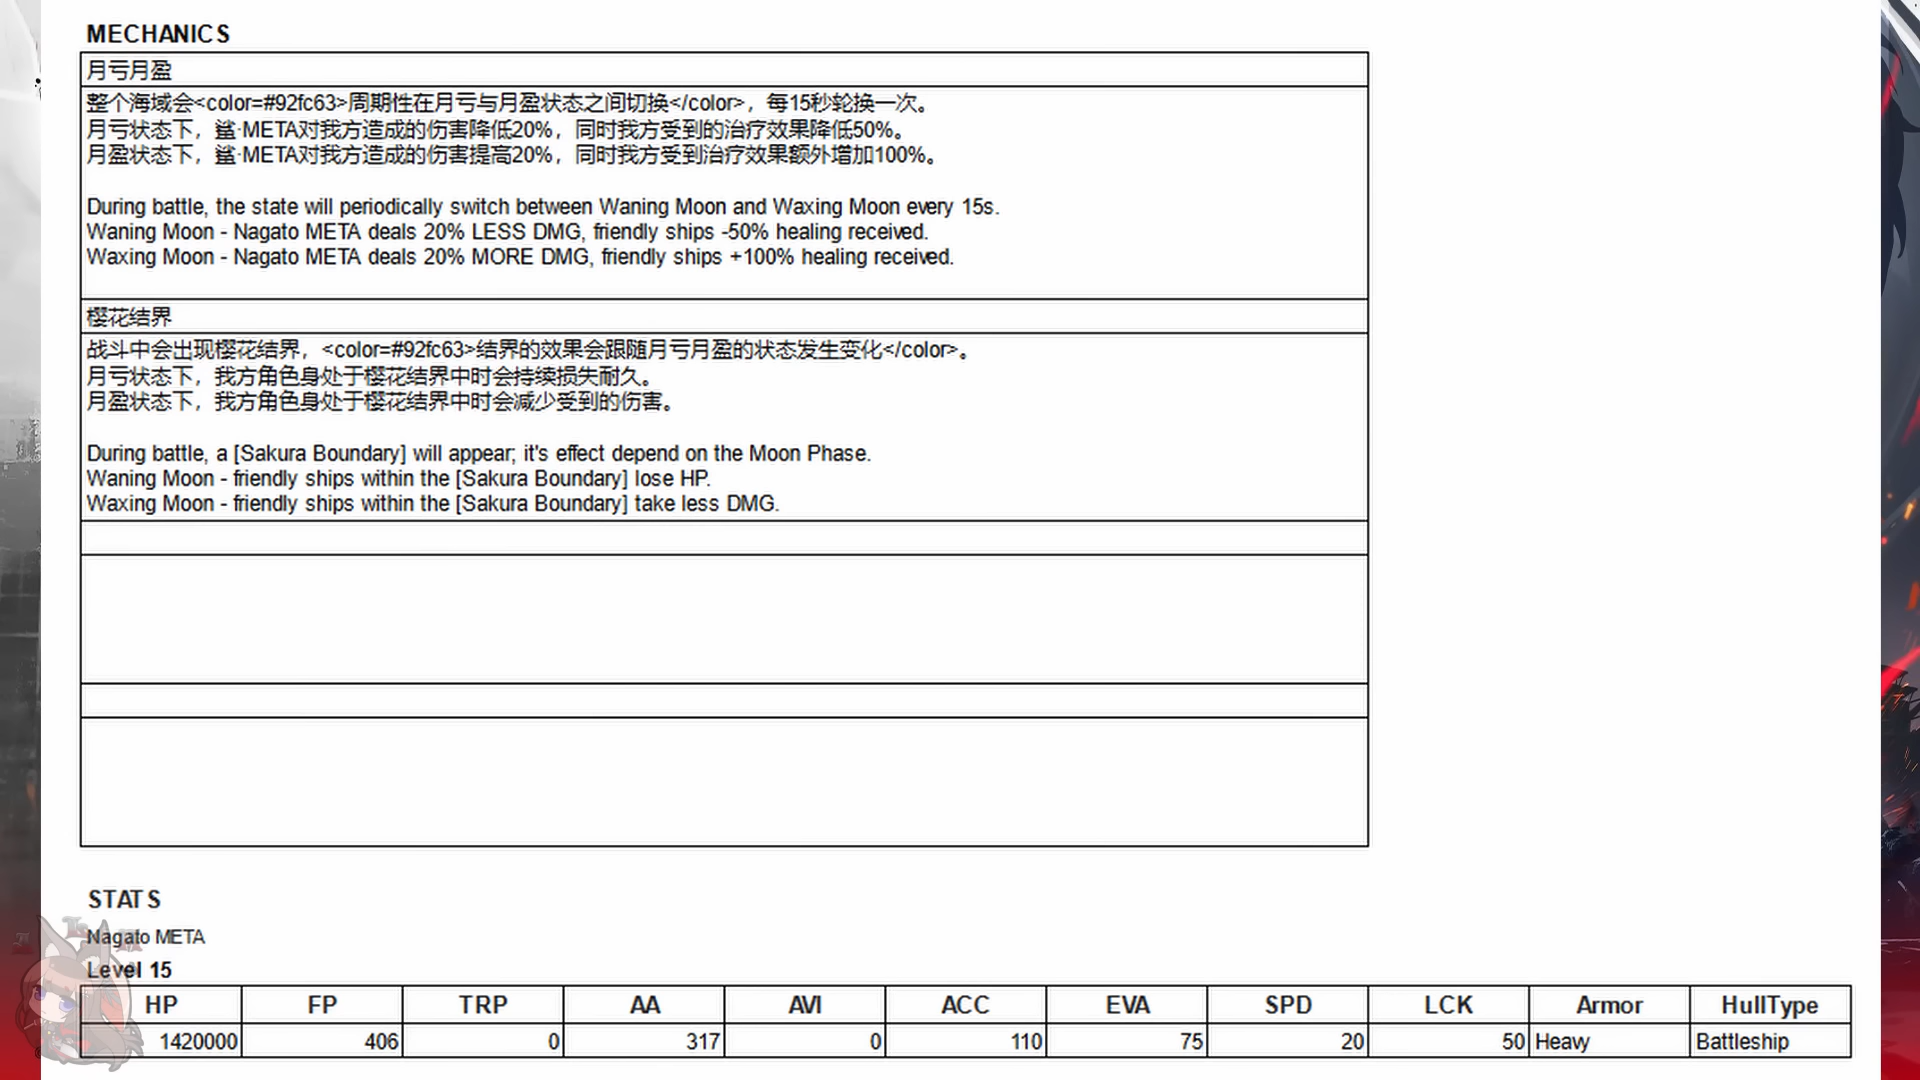 MECHANICS
月亏月盈
整个海域会<color=#92fc63>周期性在月亏与月盈状态之间切换</color>，每15秒轮换一次。
月亏状态下，鲨·META对我方造成的伤害降低20%，同时我方受到的治疗效果降低50%。
月盈状态下，鲨·META对我方造成的伤害提高20%，同时我方受到治疗效果额外增加100%。
During battle, the state will periodically switch between Waning Moon and Waxing Moon every 15s.
Waning Moon - Nagato META deals 20% LESS DMG, friendly ships -50% healing received.
Waxing Moon - Nagato META deals 20% MORE DMG, friendly ships +100% healing received.
樱花结界
战斗中会出现樱花结界，<color=#92fc63>结界的效果会跟随月亏月盈的状态发生变化</color>。
月亏状态下，我方角色身处于樱花结界中时会持续损失耐久。
月盈状态下，我方角色身处于樱花结界中时会减少受到的伤害。
During battle, a [Sakura Boundary] will appear; it's effect depend on the Moon Phase.
Waning Moon - friendly ships within the [Sakura Boundary] lose HP.
Waxing Moon - friendly ships within the [Sakura Boundary] take less DMG.
STATS
Nagato META
Level 15
HP FP TRP AA AVI ACC EVA SPD LCK Armor HullType
1420000 406 0 317 0 110 75 20 50 Heavy Battleship